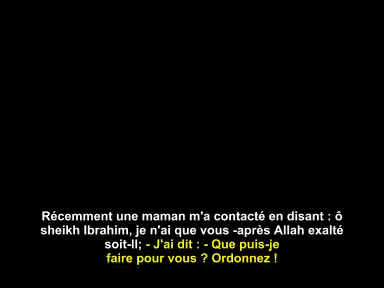 Récemment une maman m'a contacté en disant : ô
sheikh Ibrahim, je n'ai que vous -après Allah exalté
soit-Il; - J'ai dit : - Que puis-je
faire pour vous ? Ordonnez !